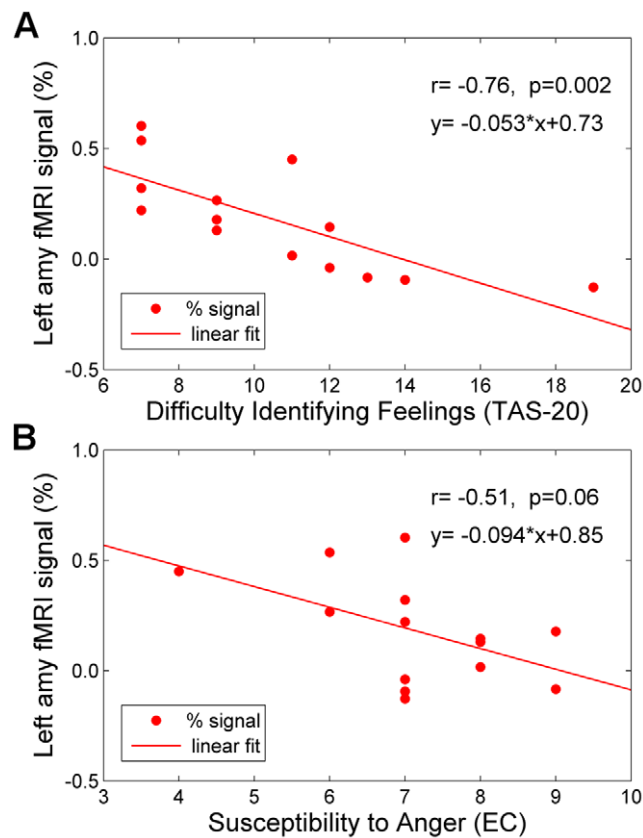 A
r= -0.76, p=0.002
y= -0.053*x+0.73
Left amy fMRI signal (%)
1.0
0.5
0.0
-0.5
% signal
linear fit
6 8 10 12 14 16 18 20
Difficulty Identifying Feelings (TAS-20)
B
r= -0.51, p=0.06
y= -0.094*x+0.85
Left amy fMRI signal (%)
1.0
0.5
0.0
-0.5
% signal
linear fit
3 4 5 6 7 8 9 10
Susceptibility to Anger (EC)